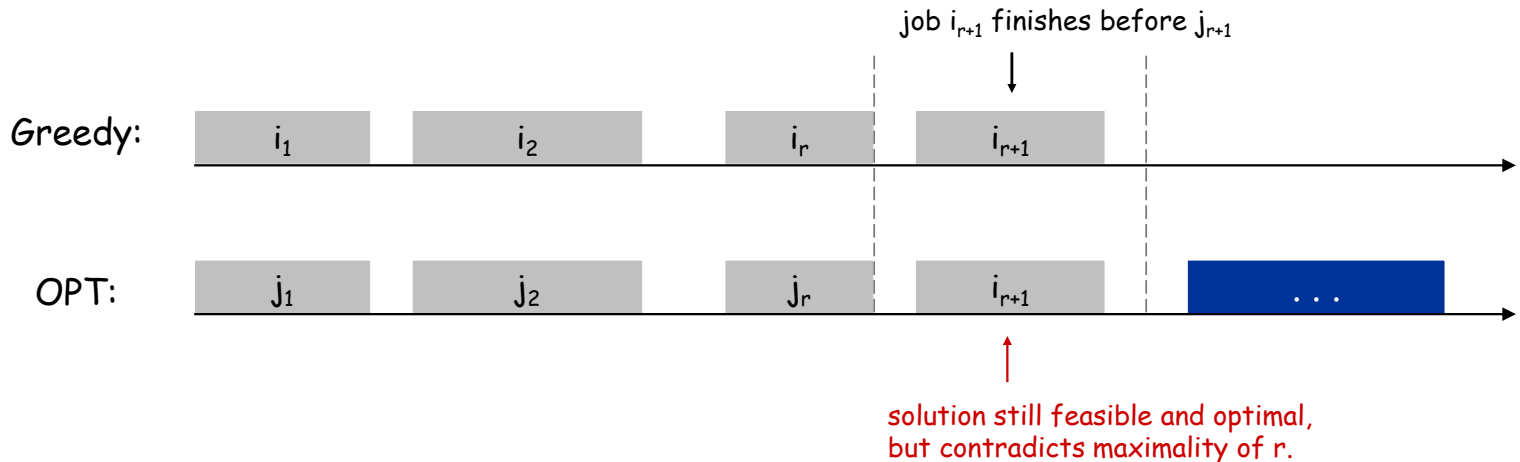 job i_{r+1} finishes before j_{r+1}
Greedy: i_1 i_2 i_r i_{r+1}
OPT: j_1 j_2 j_r i_{r+1} . . .
solution still feasible and optimal,
but contradicts maximality of r.